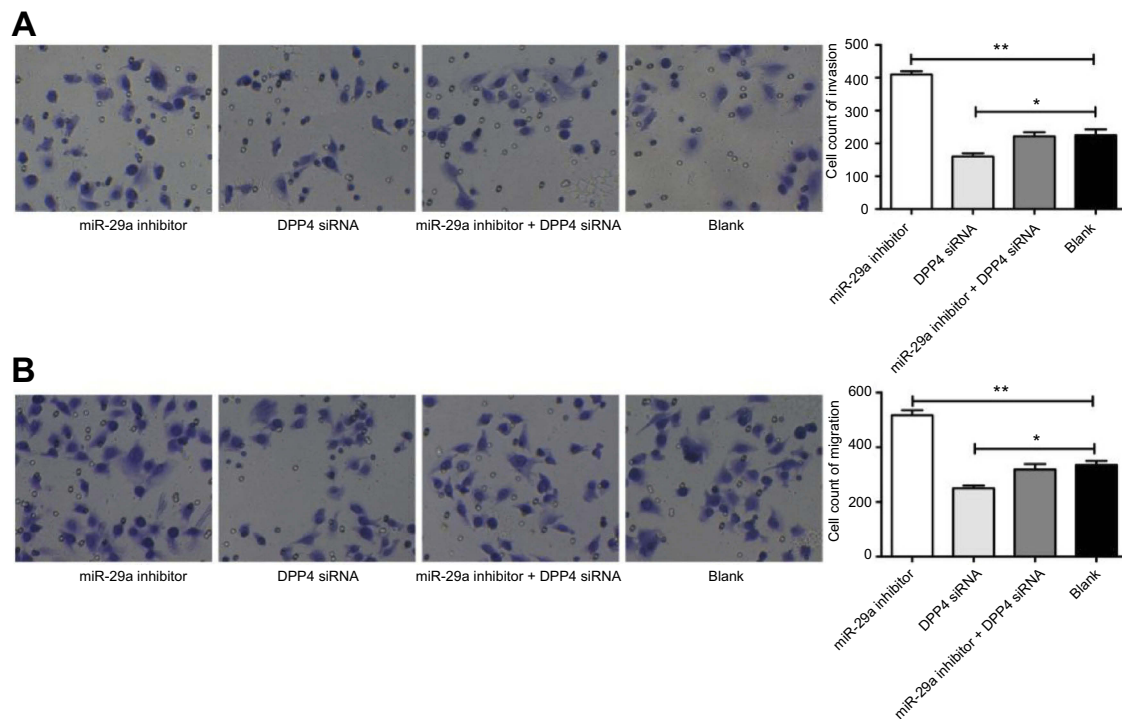 A
miR-29a inhibitor
DPP4 siRNA
miR-29a inhibitor + DPP4 siRNA
Blank
Cell count of invasion
500
400
300
200
100
0
**
*
miR-29a inhibitor
DPP4 siRNA
miR-29a inhibitor + DPP4 siRNA
Blank
B
miR-29a inhibitor
DPP4 siRNA
miR-29a inhibitor + DPP4 siRNA
Blank
Cell count of migration
600
400
200
0
**
*
miR-29a inhibitor
DPP4 siRNA
miR-29a inhibitor + DPP4 siRNA
Blank